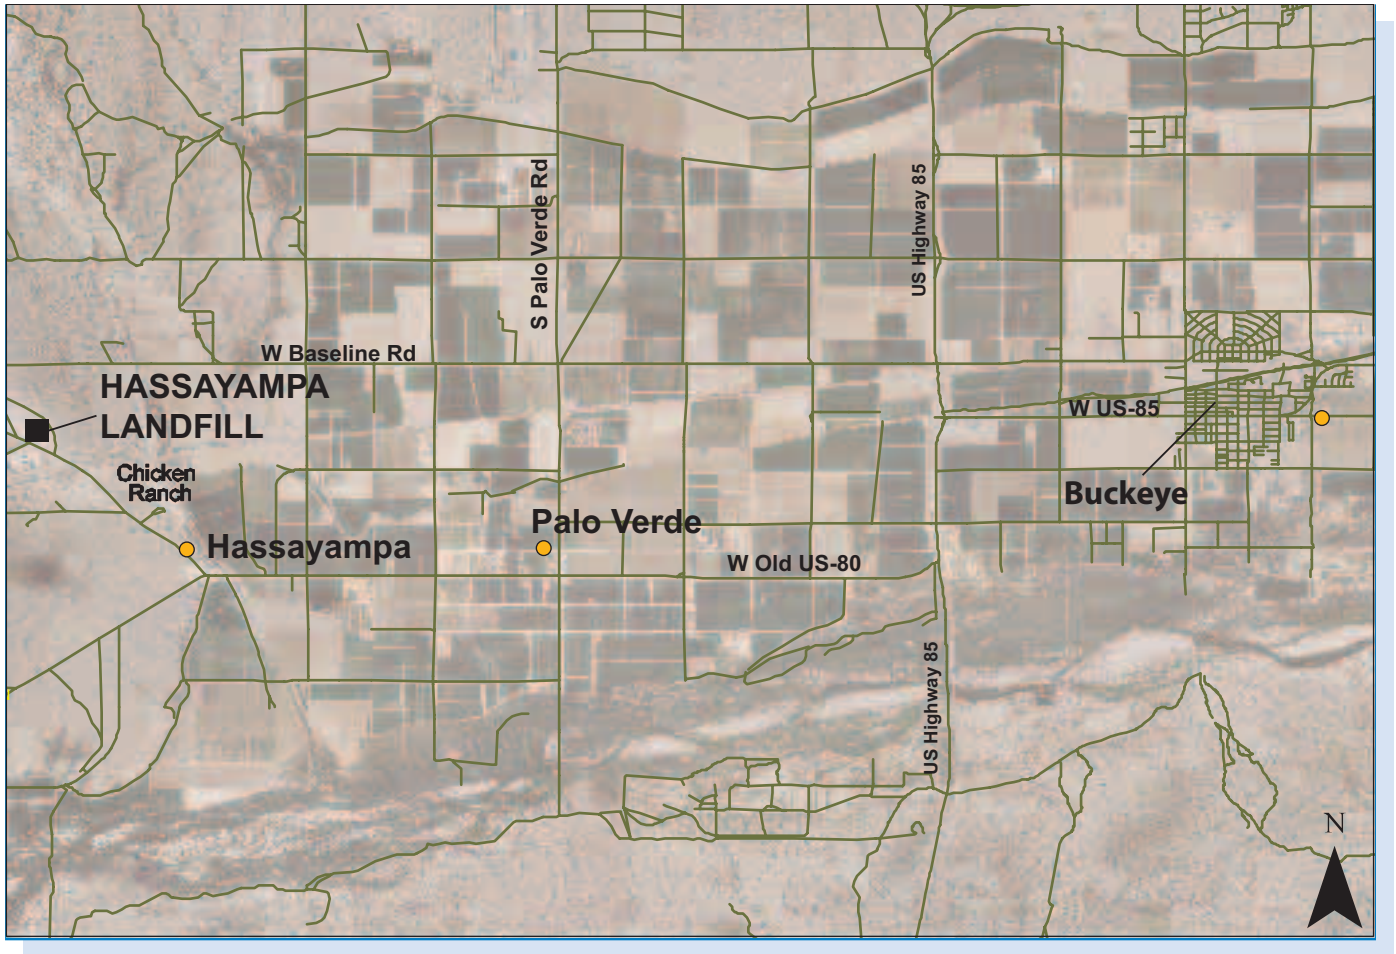 S Palo Verde Rd
US Highway 85
W Baseline Rd
HASSAYAMPA
LANDFILL
W US-85
Chicken
Ranch
Buckeye
Palo Verde
Hassayampa
W Old US-80
US Highway 85
N